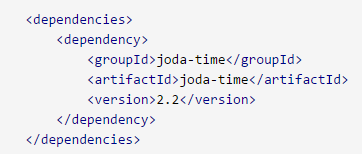 <dependencies>
<dependency>
<groupId>joda-time</groupId>
<artifactId>joda-time</artifactId>
<version>2.2</version>
</dependency>
</dependencies>